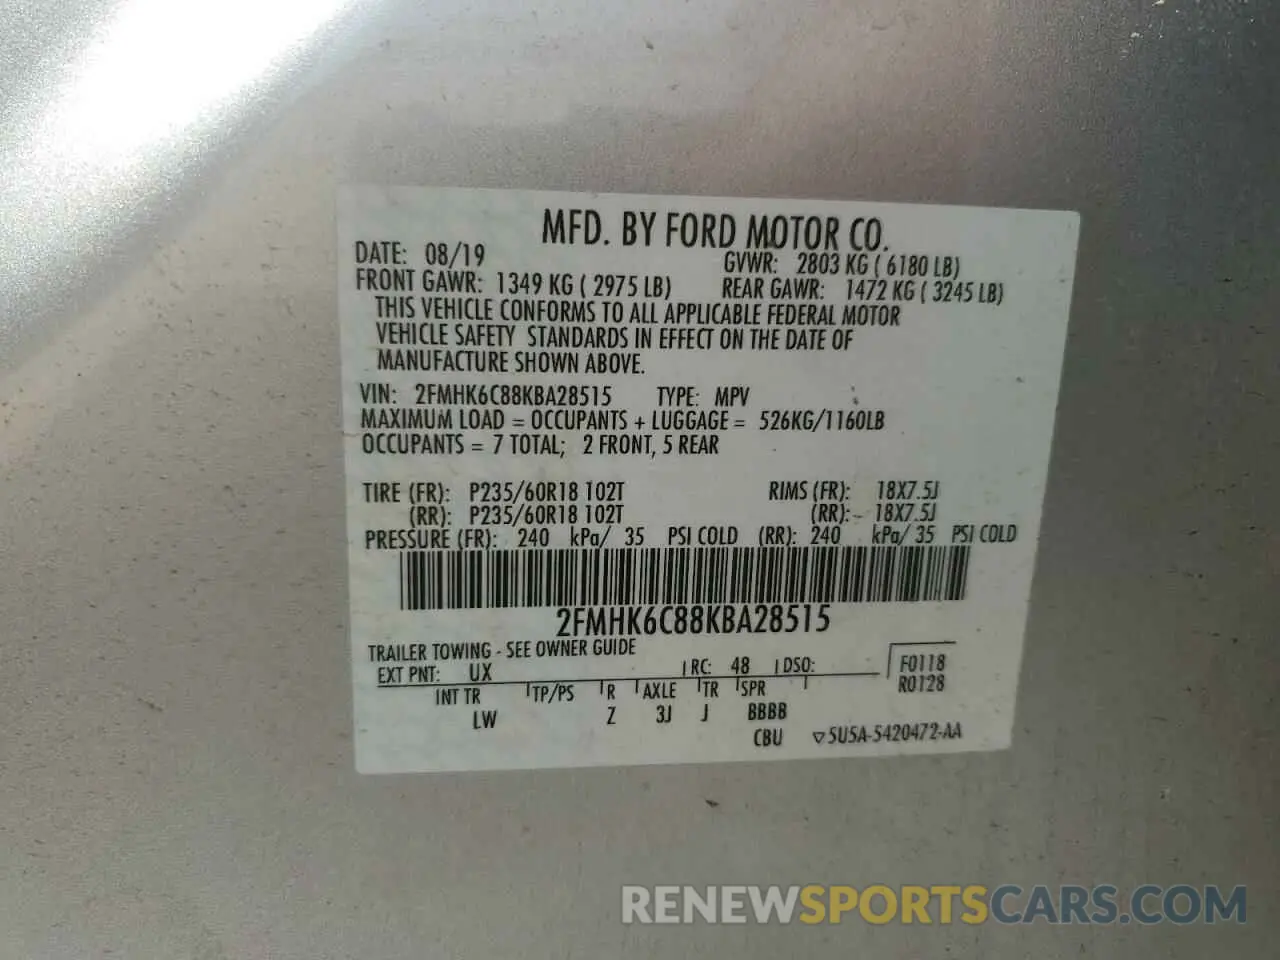 MFD. BY FORD MOTOR CO.
DATE: 08/19 GVWR: 2803 KG ( 6180 LB)
FRONT GAWR: 1349 KG ( 2975 LB) REAR GAWR: 1472 KG ( 3245 LB)
THIS VEHICLE CONFORMS TO ALL APPLICABLE FEDERAL MOTOR
VEHICLE SAFETY STANDARDS IN EFFECT ON THE DATE OF
MANUFACTURE SHOWN ABOVE.
VIN: 2FMHK6C88KBA28515 TYPE: MPV
MAXIMUM LOAD = OCCUPANTS + LUGGAGE = 526KG/1160LB
OCCUPANTS = 7 TOTAL; 2 FRONT, 5 REAR
TIRE (FR): P235/60R18 102T RIMS (FR): 18X7.5J
(RR): P235/60R18 102T (RR): 18X7.5J
PRESSURE (FR): 240 kPa/ 35 PSI COLD (RR): 240 kPa/ 35 PSI COLD
2FMHK6C88KBA28515
TRAILER TOWING - SEE OWNER GUIDE
EXT PNT: UX RC: 48 DSO: F0118
INT TR TP/PS R AXLE TR SPR R0128
LW Z 3J J BBBB
CBU ▽5U5A-5420472-AA
RENEWSPORTSCARS.COM